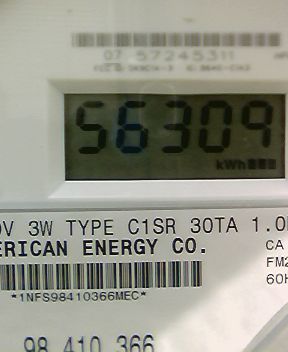 07 57245311
56309
kWh
0V 3W TYPE C1SR 30TA 1.0
ERICAN ENERGY CO.
CA
FM2
60H
*1NFS98410366MEC*
98 410 366